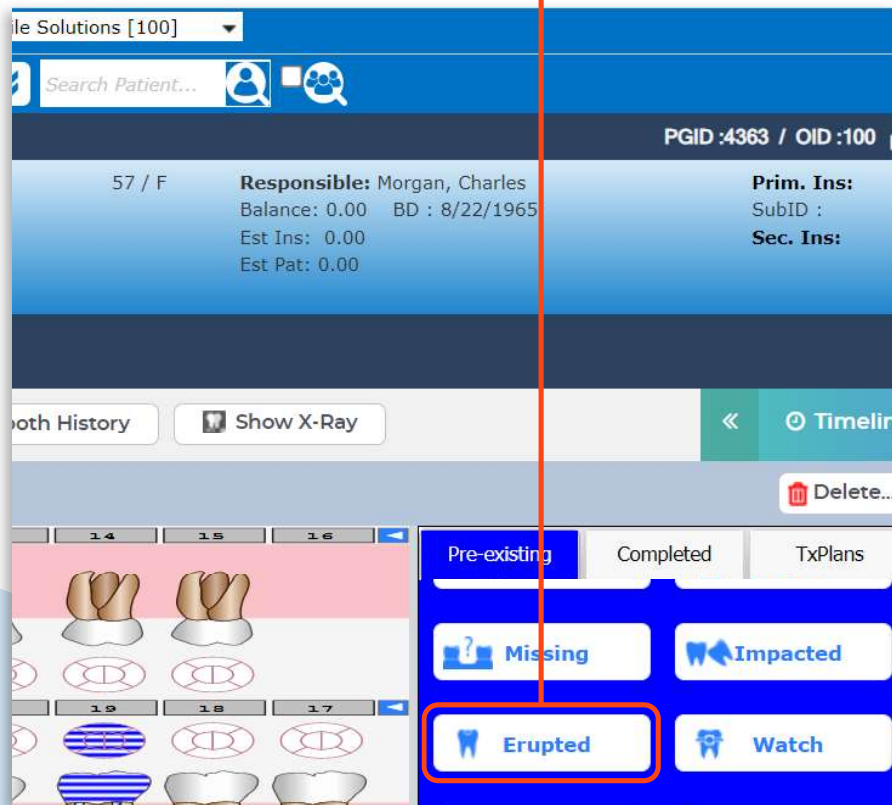 ile Solutions [100]
Search Patient...
PGID :4363 / OID :100
57 / F
Responsible: Morgan, Charles
Balance: 0.00 BD : 8/22/1965
Est Ins: 0.00
Est Pat: 0.00
Prim. Ins:
SubID :
Sec. Ins:
ooth History
Show X-Ray
«
Timelin
Delete...
14 15 16
Pre-existing
Completed
TxPlans
Missing
Impacted
19 18 17
Erupted
Watch